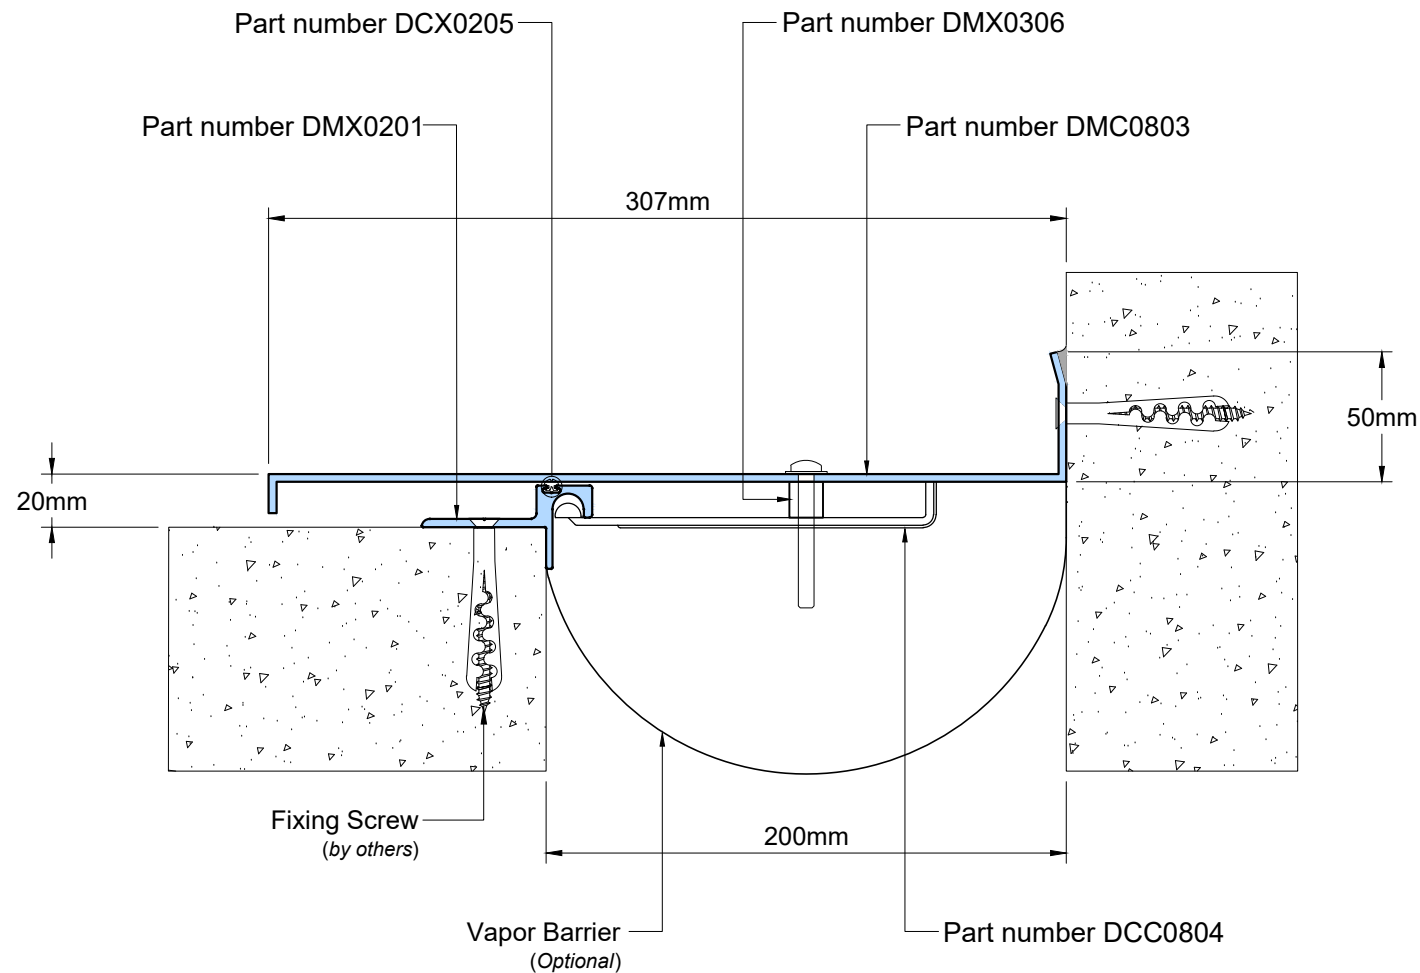 Part number DCX0205
Part number DMX0306
Part number DMX0201
Part number DMC0803
307mm
50mm
20mm
Fixing Screw
(by others)
200mm
Vapor Barrier
(Optional)
Part number DCC0804